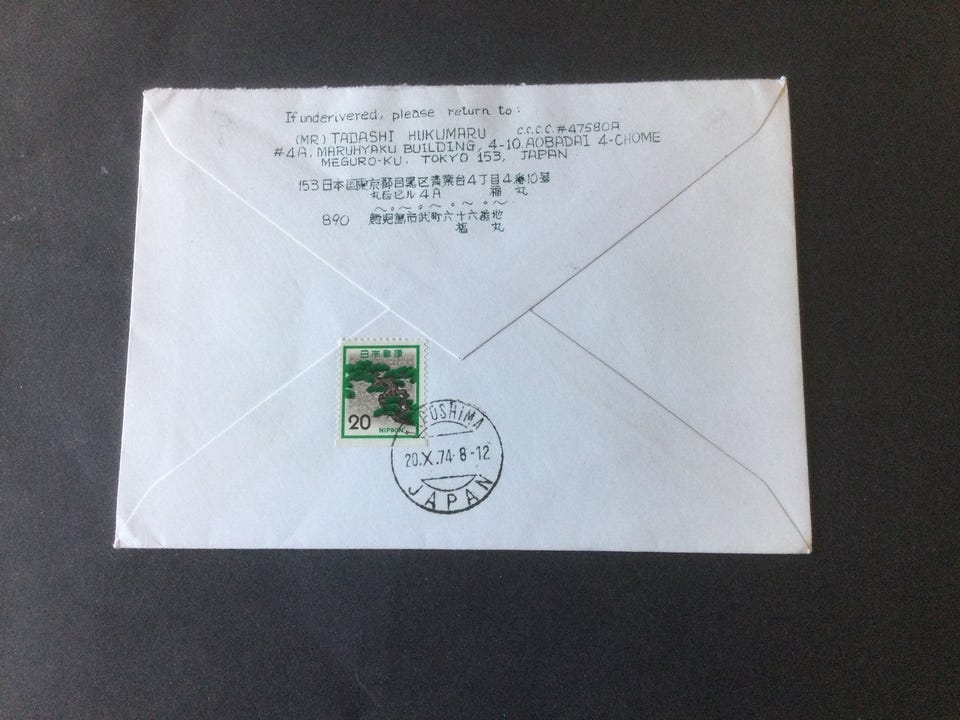 If underivered, please return to:
(MR) TADASHI HUKUMARU C.C.C.C. #47580A
#4A. MARUHYAKU BUILDING, 4-10, AOBADAI 4-CHOME
MEGURO-KU, TOKYO 153, JAPAN
153 日本国東京都目黒区青葉台4丁目4番10号
丸百ビル4A 福丸
890 鹿児島市武町六十六番地
福丸
日本郵便
20
NIPPON
20.X.74.8-12
JAPAN